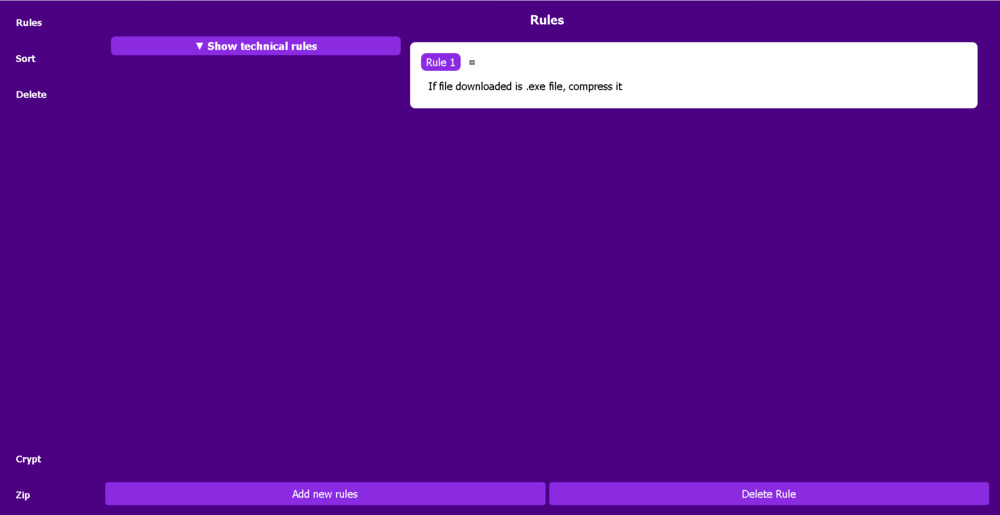 Rules
Sort
Delete
Crypt
Zip
Rules
▼ Show technical rules
Rule 1 =
If file downloaded is .exe file, compress it
Add new rules
Delete Rule